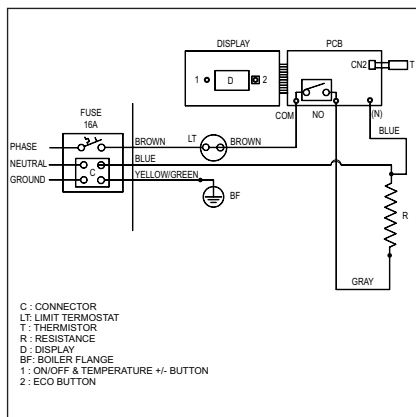 DISPLAY
PCB
CN2
T
1
D
2
FUSE
16A
COM
NO
(N)
LT
PHASE
BROWN
BROWN
BLUE
NEUTRAL
BLUE
C
GROUND
YELLOW/GREEN
BF
R
GRAY
C : CONNECTOR
LT: LIMIT TERMOSTAT
T : THERMISTOR
R : RESISTANCE
D : DISPLAY
BF: BOILER FLANGE
1 : ON/OFF & TEMPERATURE +/- BUTTON
2 : ECO BUTTON